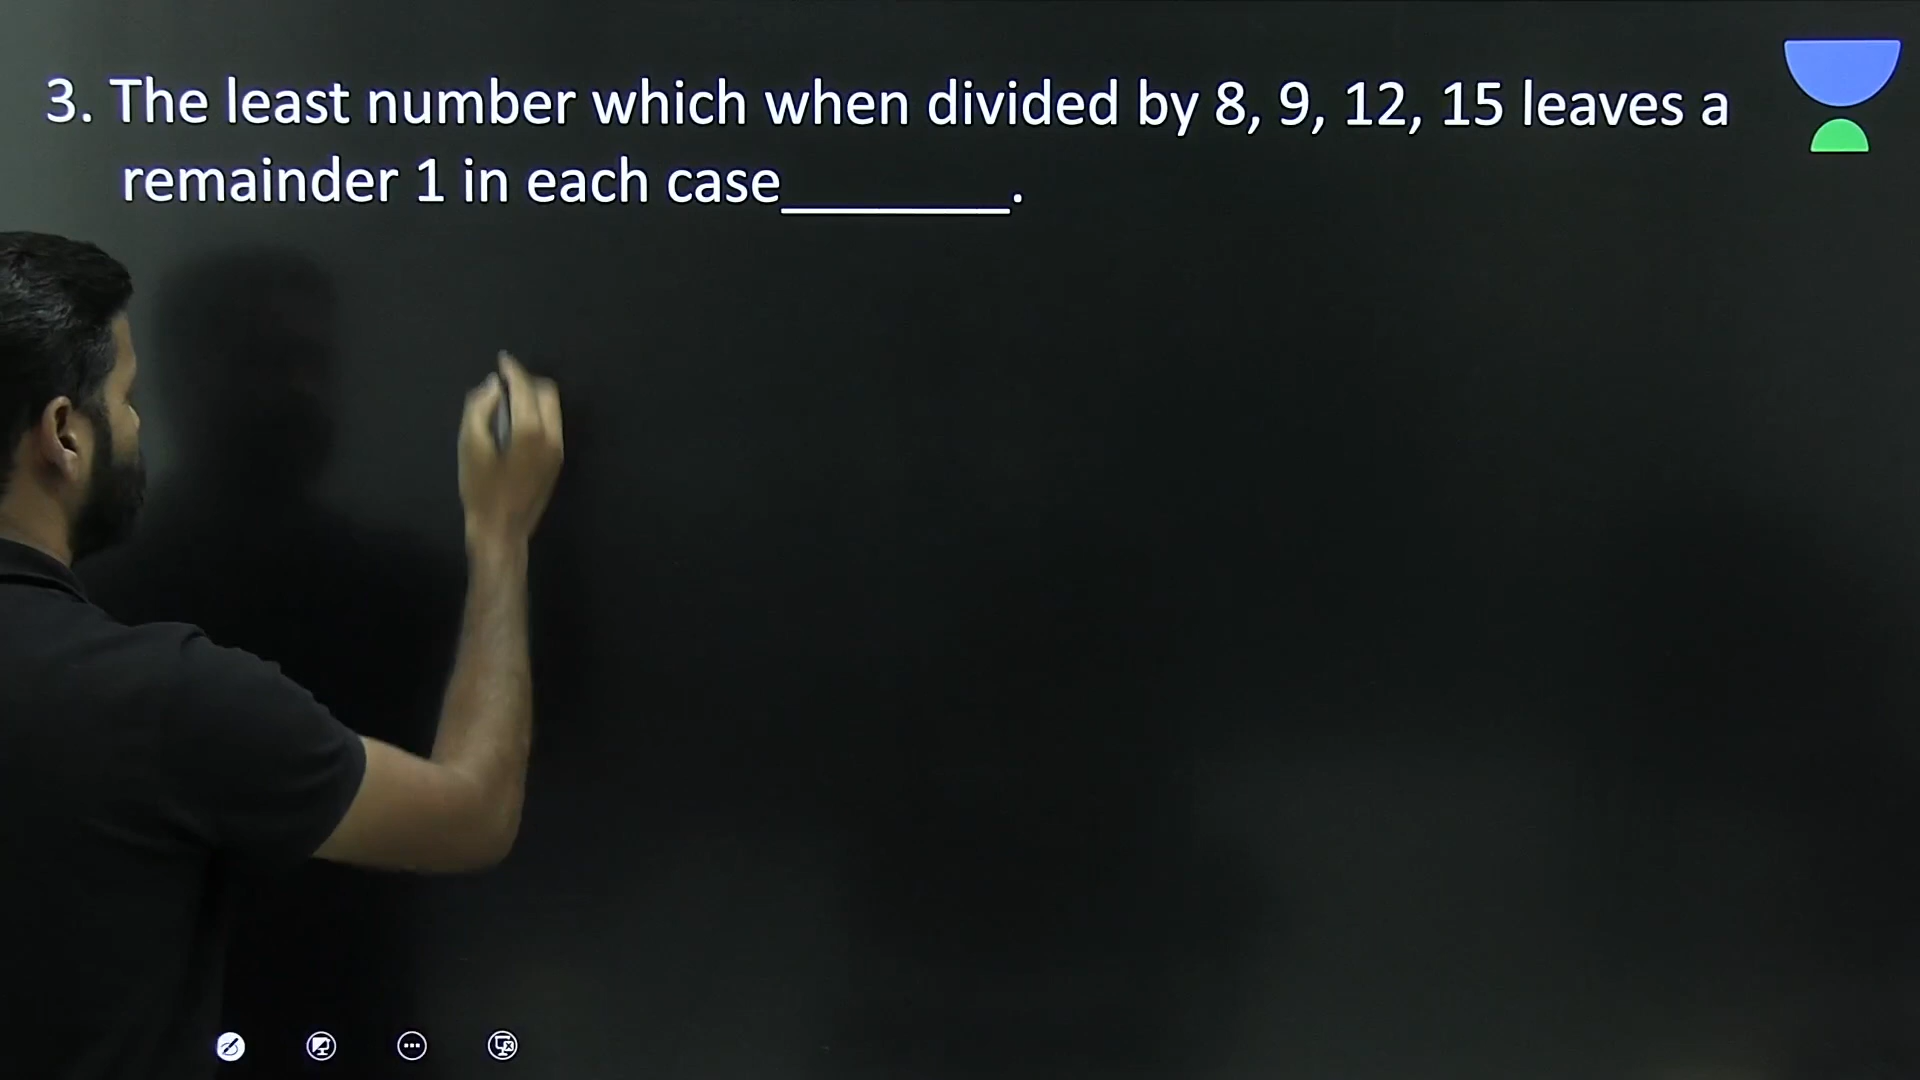 3. The least number which when divided by 8, 9, 12, 15 leaves a
remainder 1 in each case________.